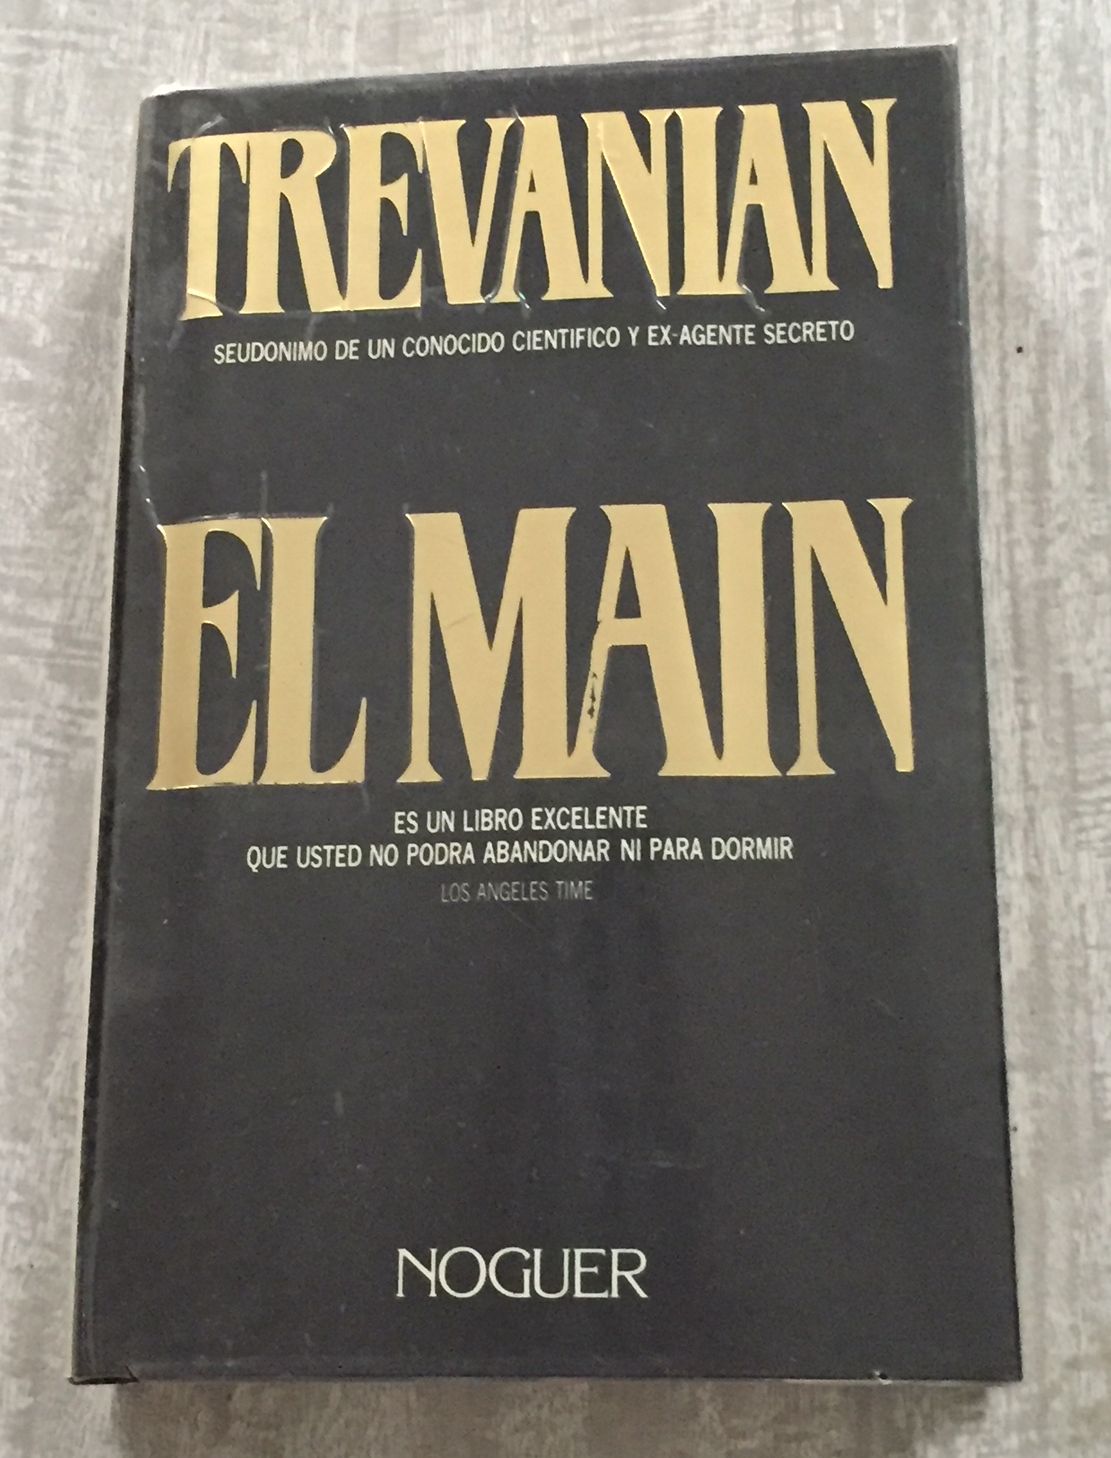 TREVANIAN
SEUDONIMO DE UN CONOCIDO CIENTIFICO Y EX-AGENTE SECRETO
EL MAIN
ES UN LIBRO EXCELENTE
QUE USTED NO PODRA ABANDONAR NI PARA DORMIR
LOS ANGELES TIME
NOGUER